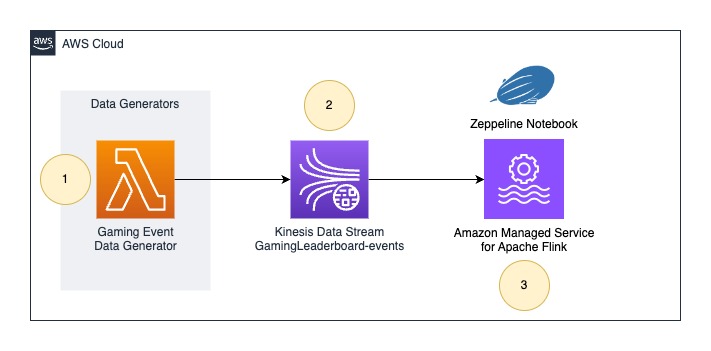 aws
AWS Cloud
Data Generators
1
Gaming Event
Data Generator
2
Kinesis Data Stream
GamingLeaderboard-events
Zeppeline Notebook
Amazon Managed Service
for Apache Flink
3